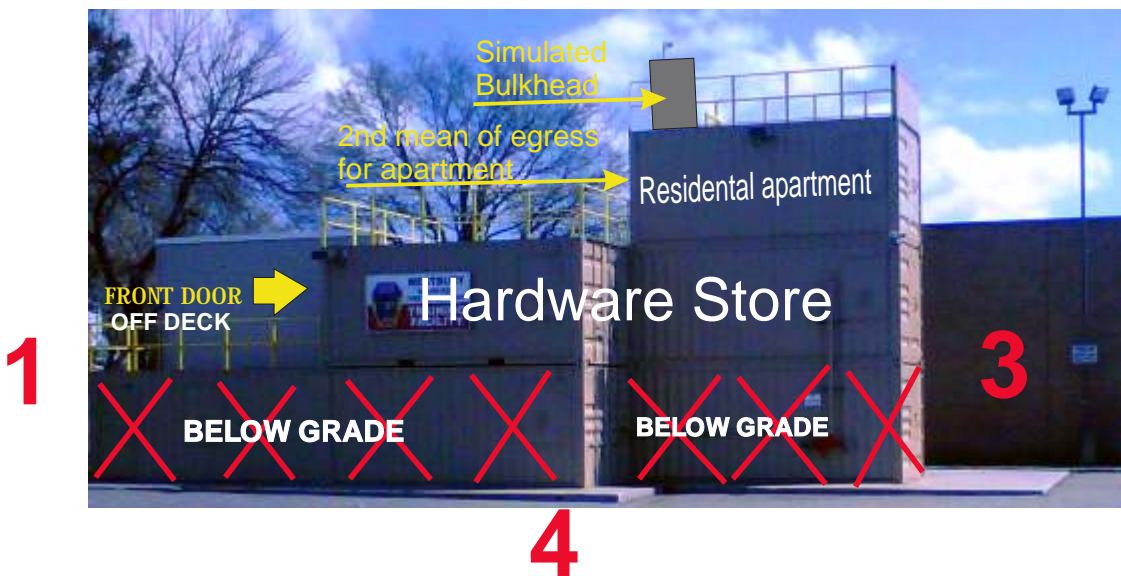 Simulated
Bulkhead
2nd mean of egress
for apartment
Residental apartment
FRONT DOOR
OFF DECK
Hardware Store
1
3
BELOW GRADE
BELOW GRADE
4